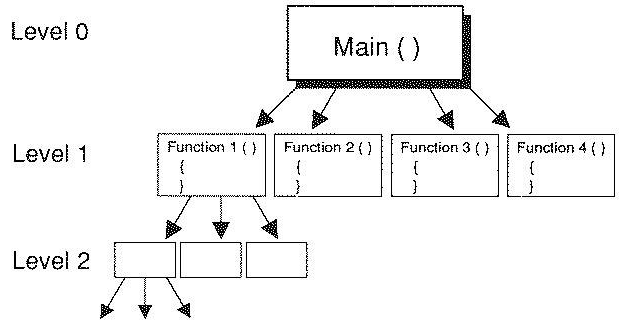 Level 0
Main ( )
Level 1
Function 1 ( )
{
}
Function 2 ( )
{
}
Function 3 ( )
{
}
Function 4 ( )
{
}
Level 2